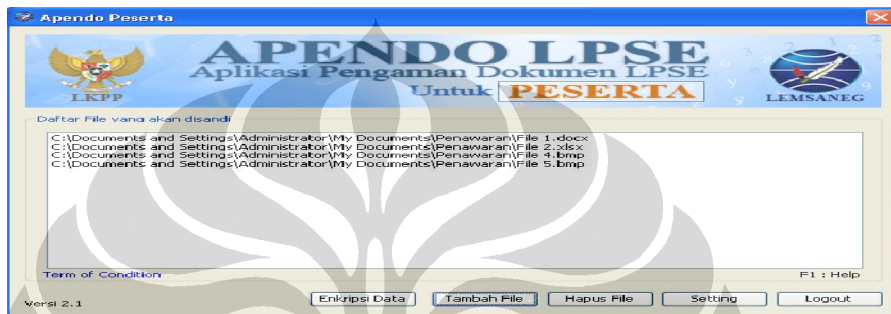 Apendo Peserta
APENDO LPSE
Aplikasi Pengaman Dokumen LPSE
Untuk PESERTA
LKPP
LEMSANEG
Daftar File yang akan disandi
C:\Documents and Settings\Administrator\My Documents\Penawaran\File 1.docx
C:\Documents and Settings\Administrator\My Documents\Penawaran\File 2.xlsx
C:\Documents and Settings\Administrator\My Documents\Penawaran\File 4.bmp
C:\Documents and Settings\Administrator\My Documents\Penawaran\File 5.bmp
Term of Condition
F1 : Help
Versi 2.1
Enkripsi Data
Tambah File
Hapus File
Setting
Logout